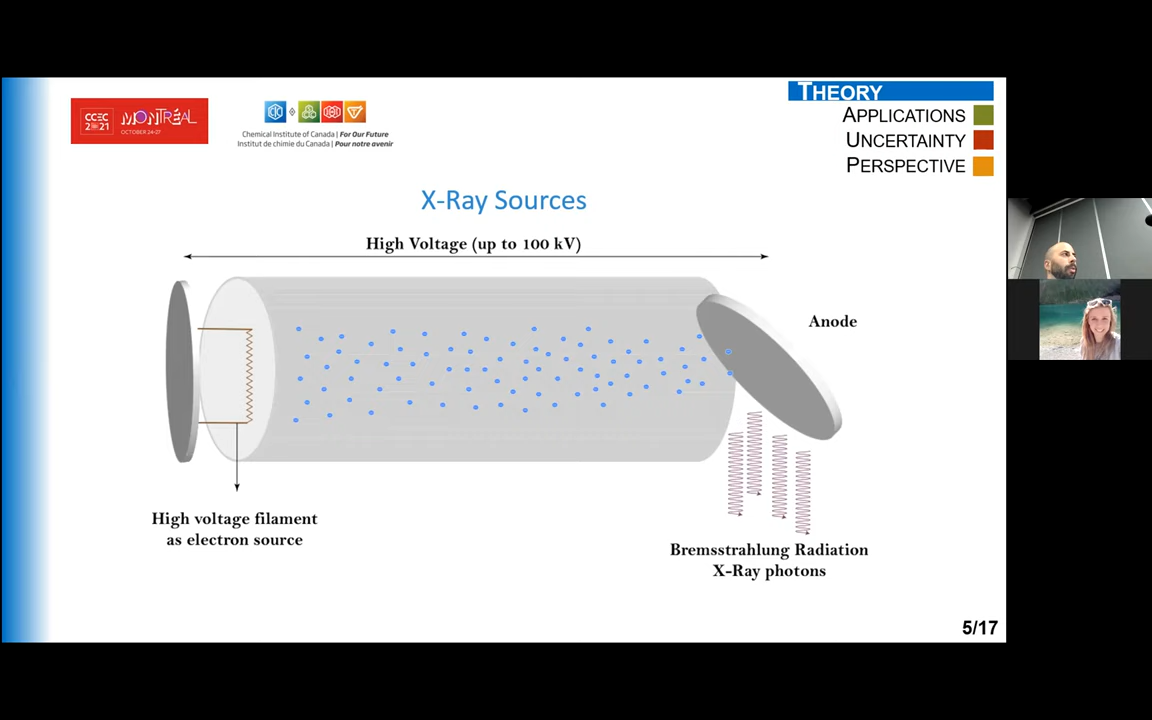 CCEC
2021
MONTRÉAL
OCTOBER 24-27
Chemical Institute of Canada | For Our Future
Institut de chimie du Canada | Pour notre avenir
THEORY
APPLICATIONS
UNCERTAINTY
PERSPECTIVE
X-Ray Sources
High Voltage (up to 100 kV)
Anode
High voltage filament
as electron source
Bremsstrahlung Radiation
X-Ray photons
5/17